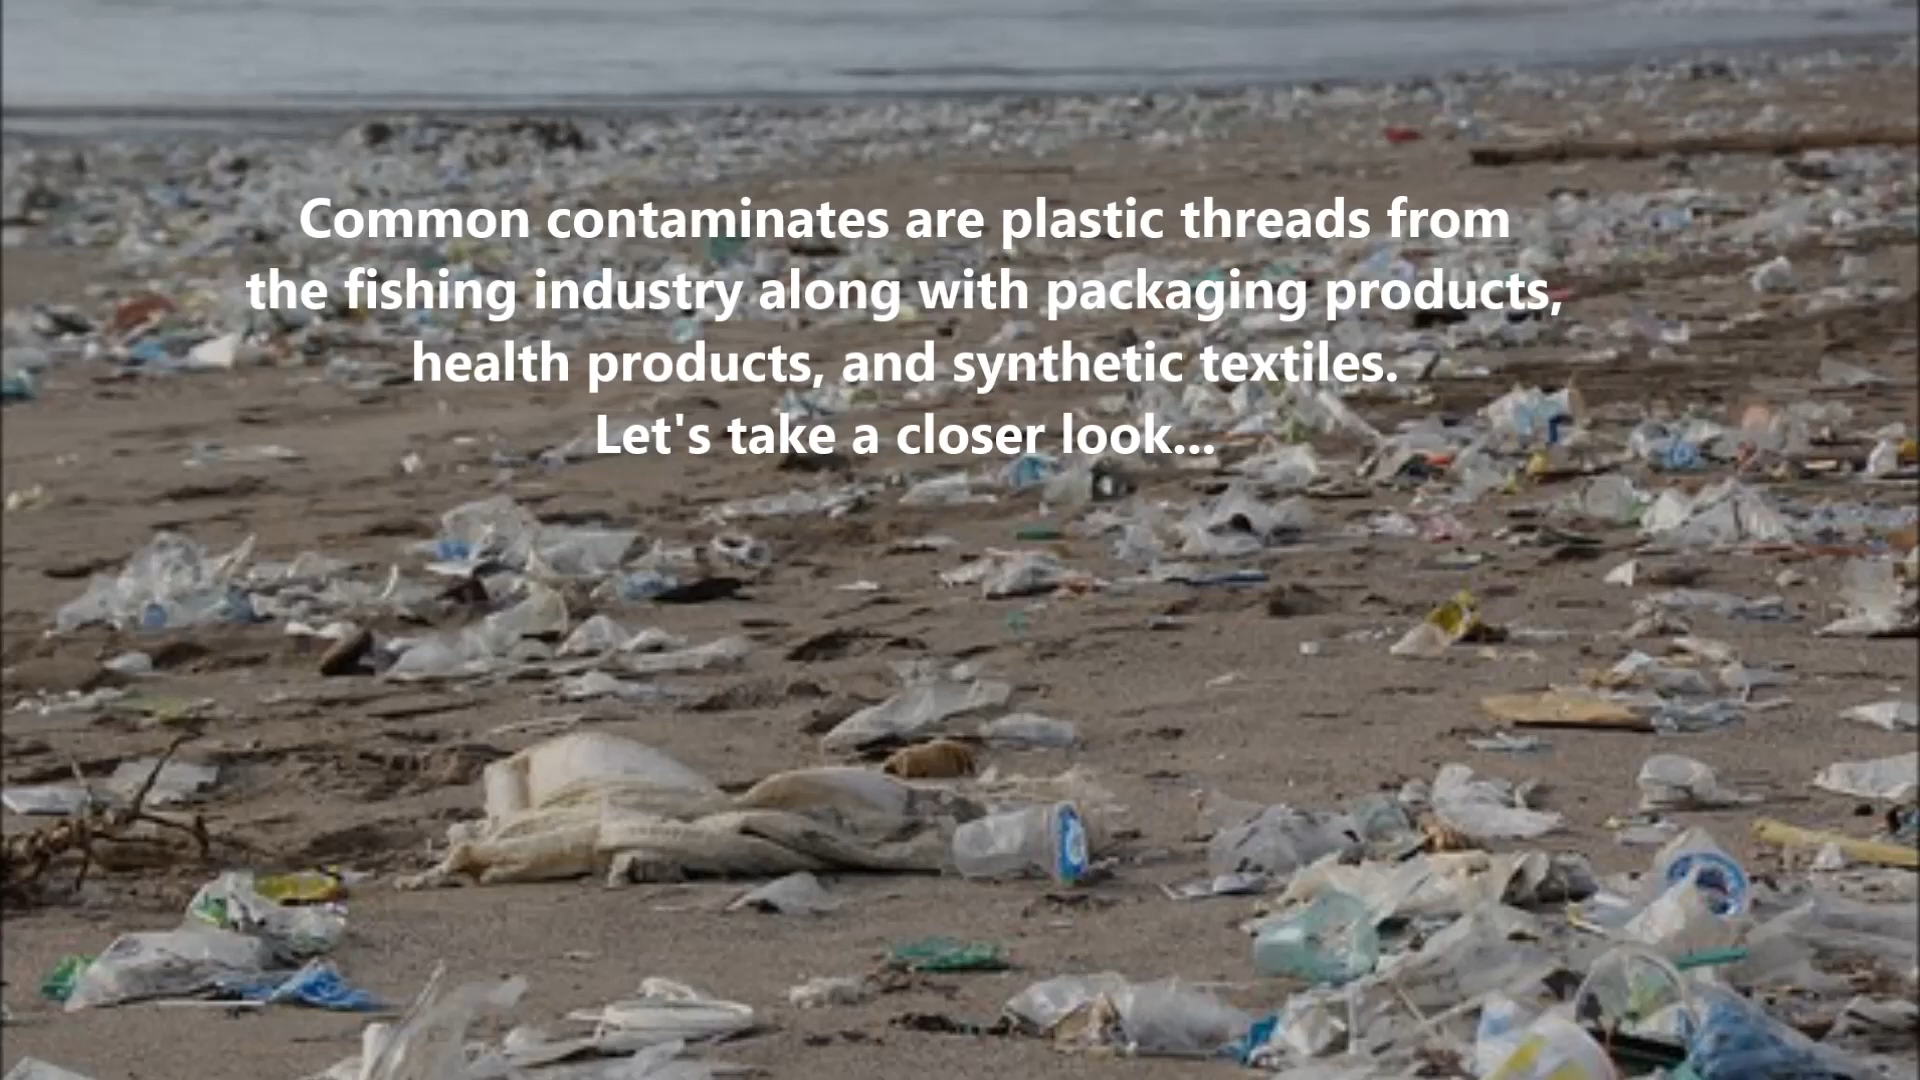 Common contaminates are plastic threads from
the fishing industry along with packaging products,
health products, and synthetic textiles.
Let's take a closer look...